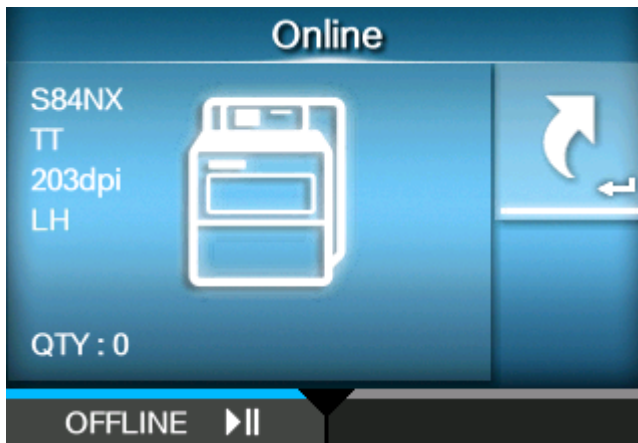 Online
S84NX
TT
203dpi
LH
QTY : 0
OFFLINE